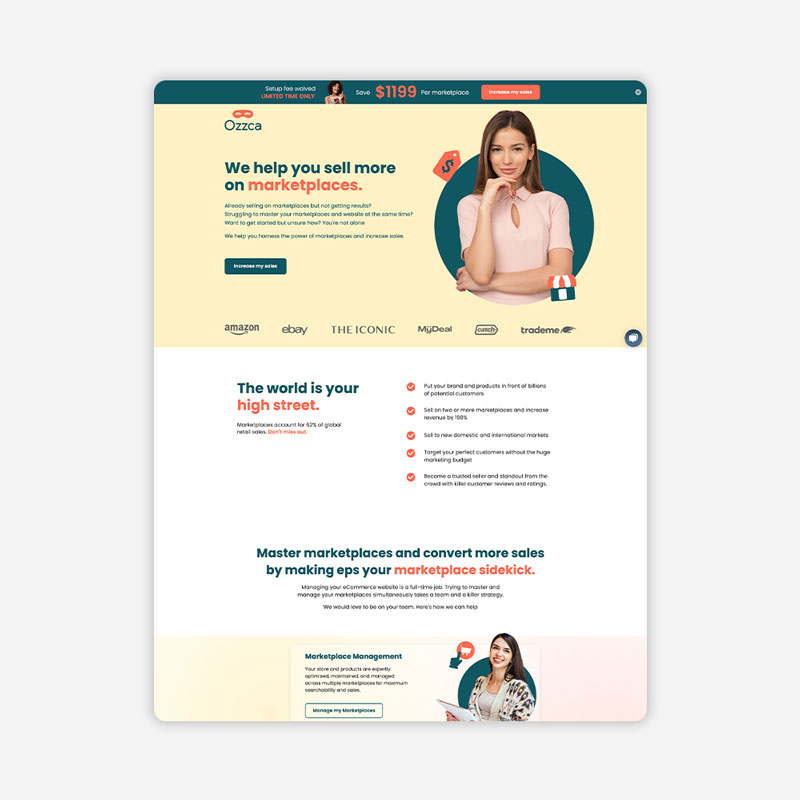 Setup fee waived
LIMITED TIME ONLY
Save $1199 Per marketplace
Increase my sales
Ozzca
We help you sell more
on marketplaces.
Already selling on marketplaces but not getting results?
Struggling to master your marketplaces and website at the same time?
Want to get started but unsure how? You're not alone
We help you harness the power of marketplaces and increase sales.
Increase my sales
amazon ebay THE ICONIC MyDeal catch trademe
The world is your
high street.
Marketplaces account for 62% of global
retail sales. Don't miss out.
Put your brand and products in front of billions
of potential customers
Sell on two or more marketplaces and increase
revenue by 190%
Sell to new domestic and international markets
Target your perfect customers without the huge
marketing budget
Become a trusted seller and standout from the
crowd with killer customer reviews and ratings.
Master marketplaces and convert more sales
by making eps your marketplace sidekick.
Managing your eCommerce website is a full-time job. Trying to master and
manage your marketplaces simultaneously takes a team and a killer strategy.
We would love to be on your team. Here's how we can help
Marketplace Management
Your store and products are expertly
optimised, maintained, and managed
across multiple marketplaces for maximum
searchability and sales.
Manage my Marketplaces